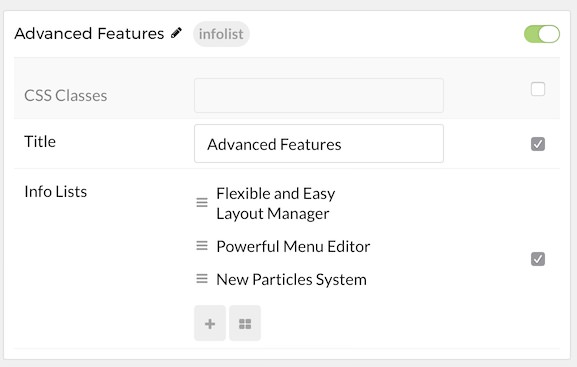 Advanced Features infolist
CSS Classes
Title Advanced Features
Info Lists Flexible and Easy
Layout Manager
Powerful Menu Editor
New Particles System